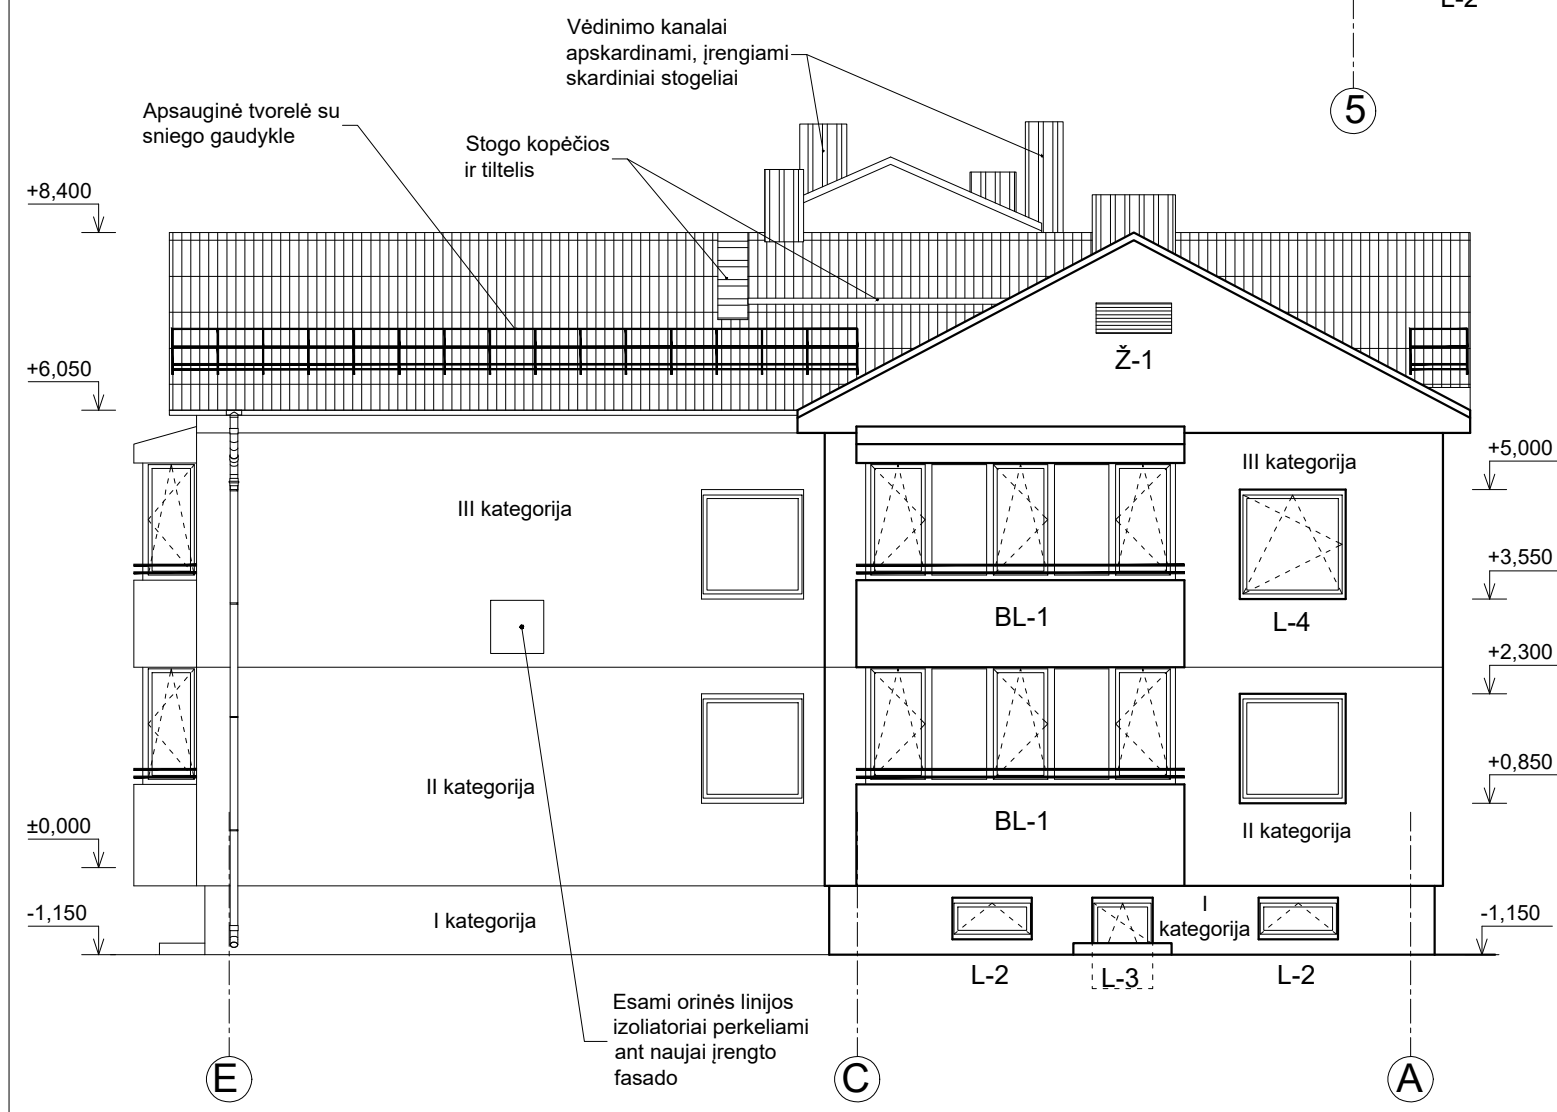 L-2
Vėdinimo kanalai
apskardinami, įrengiami
skardiniai stogeliai
5
Apsauginė tvorelė su
sniego gaudykle
Stogo kopėčios
ir tiltelis
+8,400
+6,050
Ž-1
+5,000
III kategorija
III kategorija
+3,550
BL-1
L-4
+2,300
+0,850
II kategorija
BL-1
II kategorija
±0,000
-1,150
I kategorija
I
kategorija
-1,150
L-2
L-3
L-2
Esami orinės linijos
izoliatoriai perkeliami
ant naujai įrengto
fasado
E
C
A